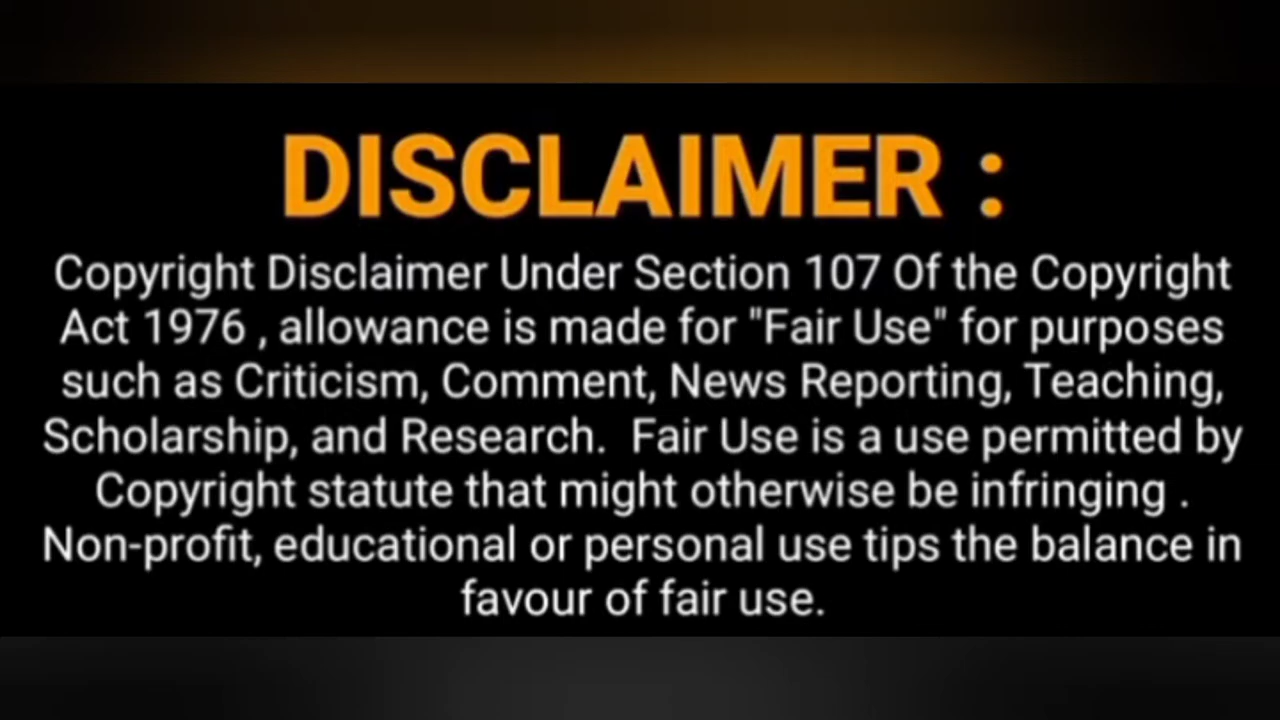 DISCLAIMER :
Copyright Disclaimer Under Section 107 Of the Copyright
Act 1976 , allowance is made for "Fair Use" for purposes
such as Criticism, Comment, News Reporting, Teaching,
Scholarship, and Research.  Fair Use is a use permitted by
Copyright statute that might otherwise be infringing .
Non-profit, educational or personal use tips the balance in
favour of fair use.